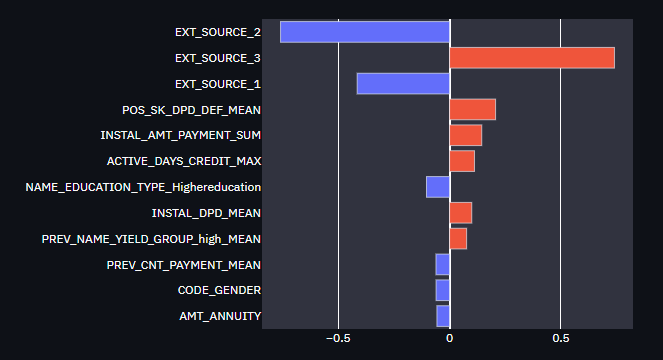 EXT_SOURCE_2
EXT_SOURCE_3
EXT_SOURCE_1
POS_SK_DPD_DEF_MEAN
INSTAL_AMT_PAYMENT_SUM
ACTIVE_DAYS_CREDIT_MAX
NAME_EDUCATION_TYPE_Highereducation
INSTAL_DPD_MEAN
PREV_NAME_YIELD_GROUP_high_MEAN
PREV_CNT_PAYMENT_MEAN
CODE_GENDER
AMT_ANNUITY
−0.5 0 0.5